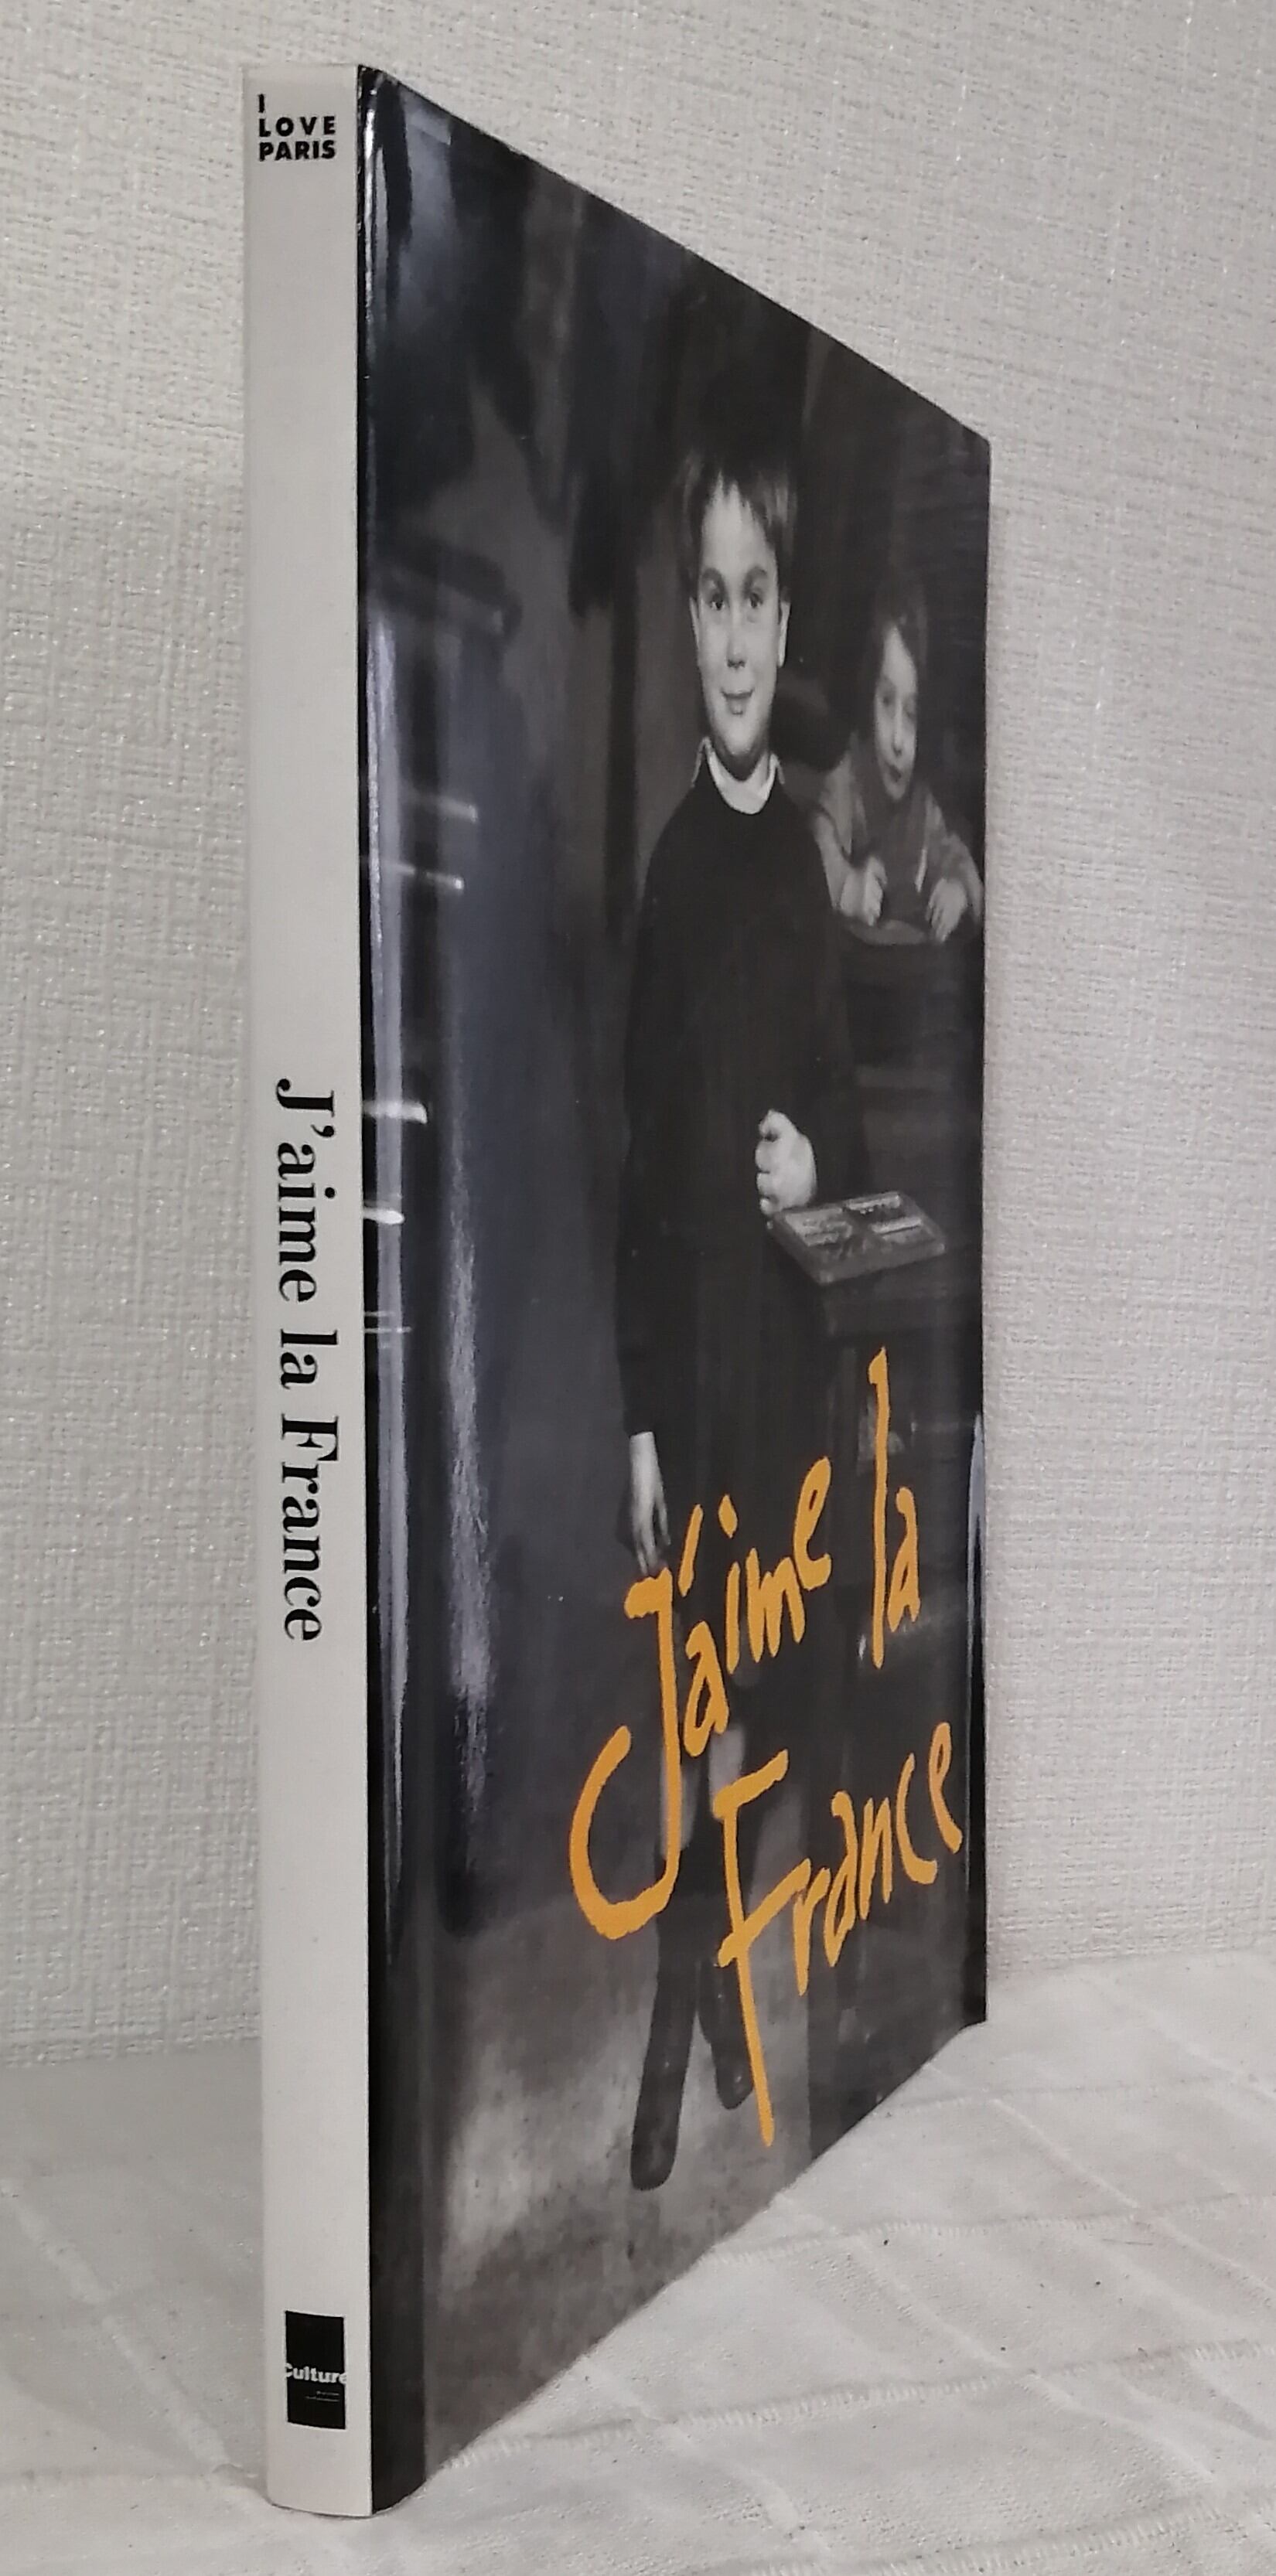 I
LOVE
PARIS
J'aime la France
Culture
J'aime la
France